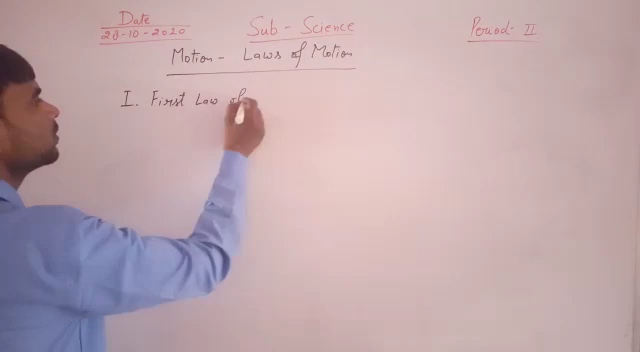 Date
28-10-2020
Sub - Science
Period - II
Motion - Laws of Motion
I. First Law of